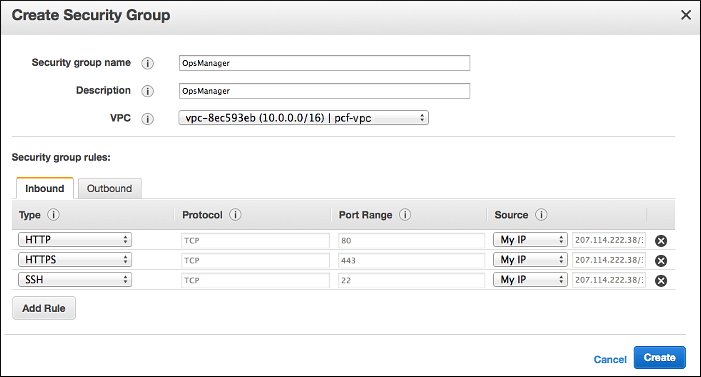 Create Security Group
Security group name i OpsManager
Description i OpsManager
VPC i vpc-8ec593eb (10.0.0.0/16) | pcf-vpc
Security group rules:
Inbound Outbound
Type i Protocol i Port Range i Source i
HTTP TCP 80 My IP 207.114.222.38/3
HTTPS TCP 443 My IP 207.114.222.38/3
SSH TCP 22 My IP 207.114.222.38/3
Add Rule
Cancel Create